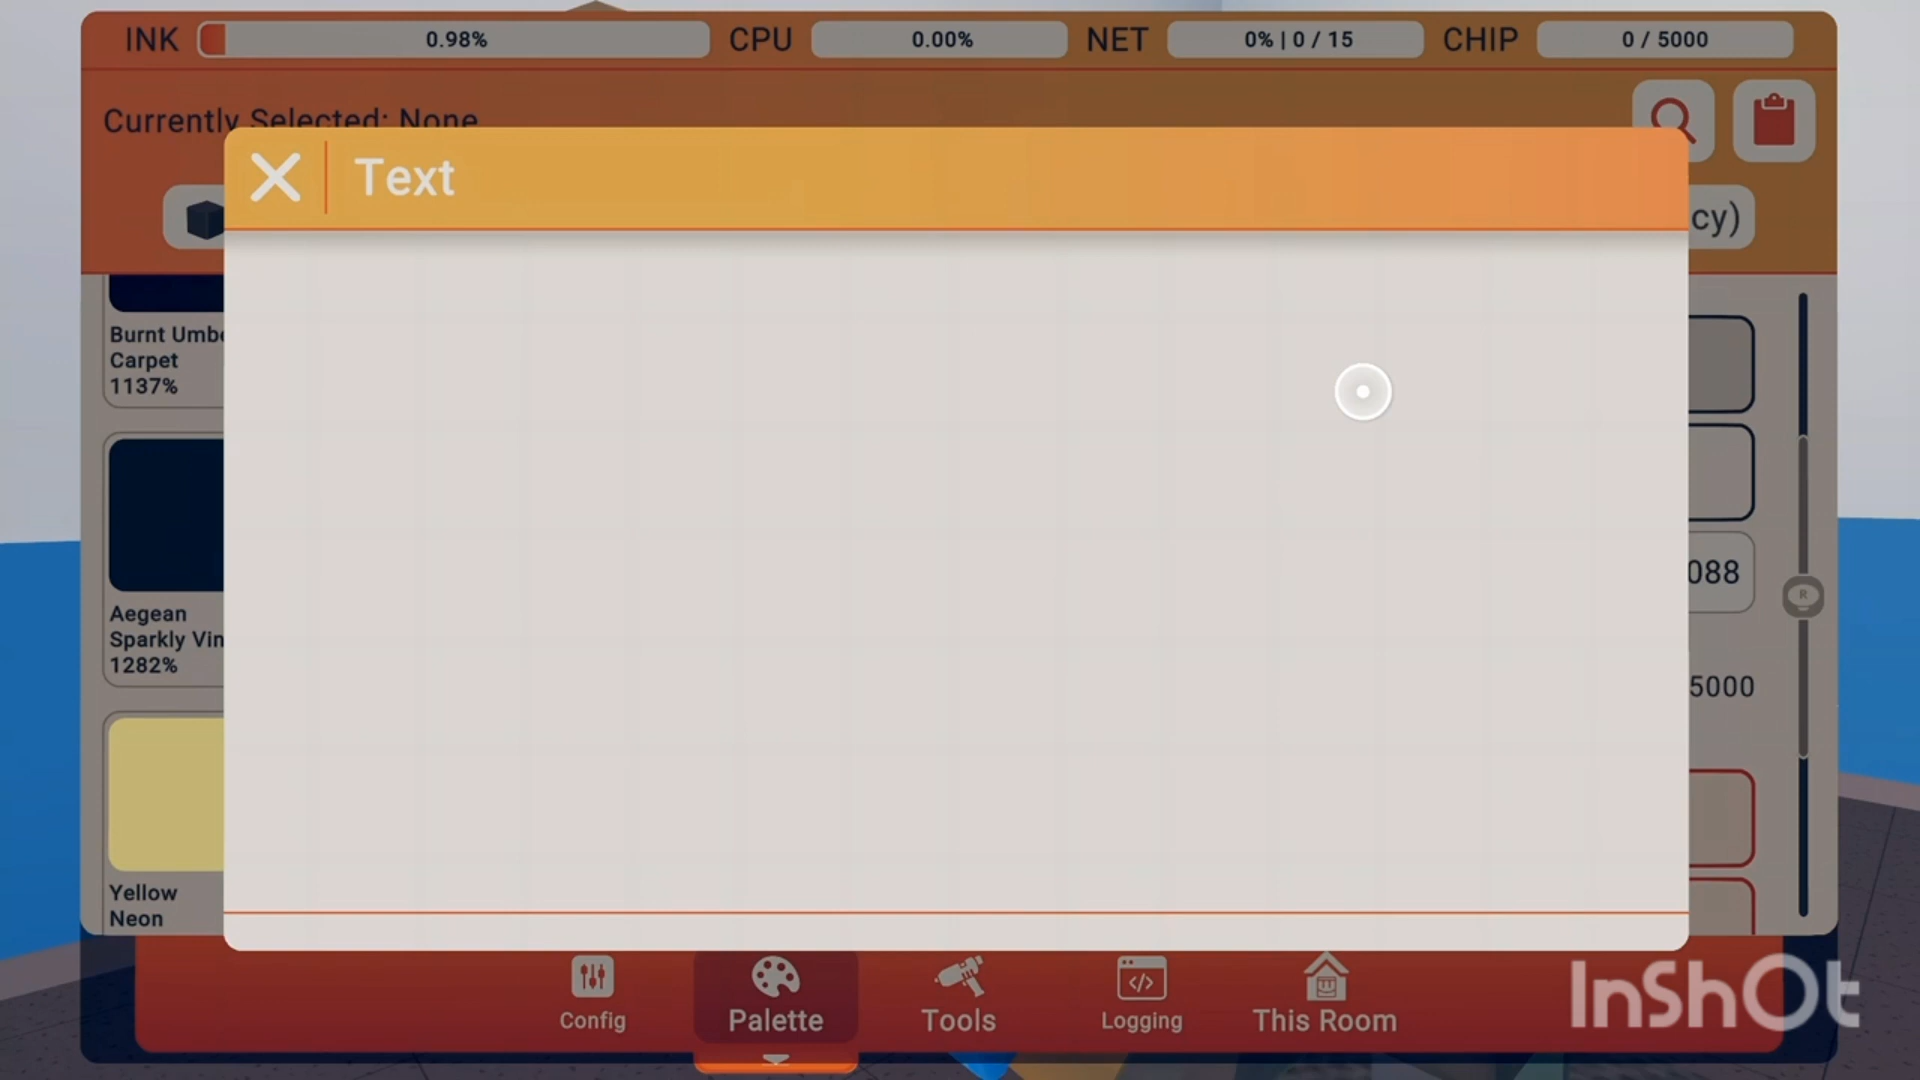 INK 0.98% CPU 0.00% NET 0% | 0 / 15 CHIP 0 / 5000
Currently Selected: None
Text
cy)
Burnt Umbe
Carpet
1137%
088
Aegean
Sparkly Vin
1282%
5000
Yellow
Neon
Config Palette Tools Logging This Room
R
InShOt